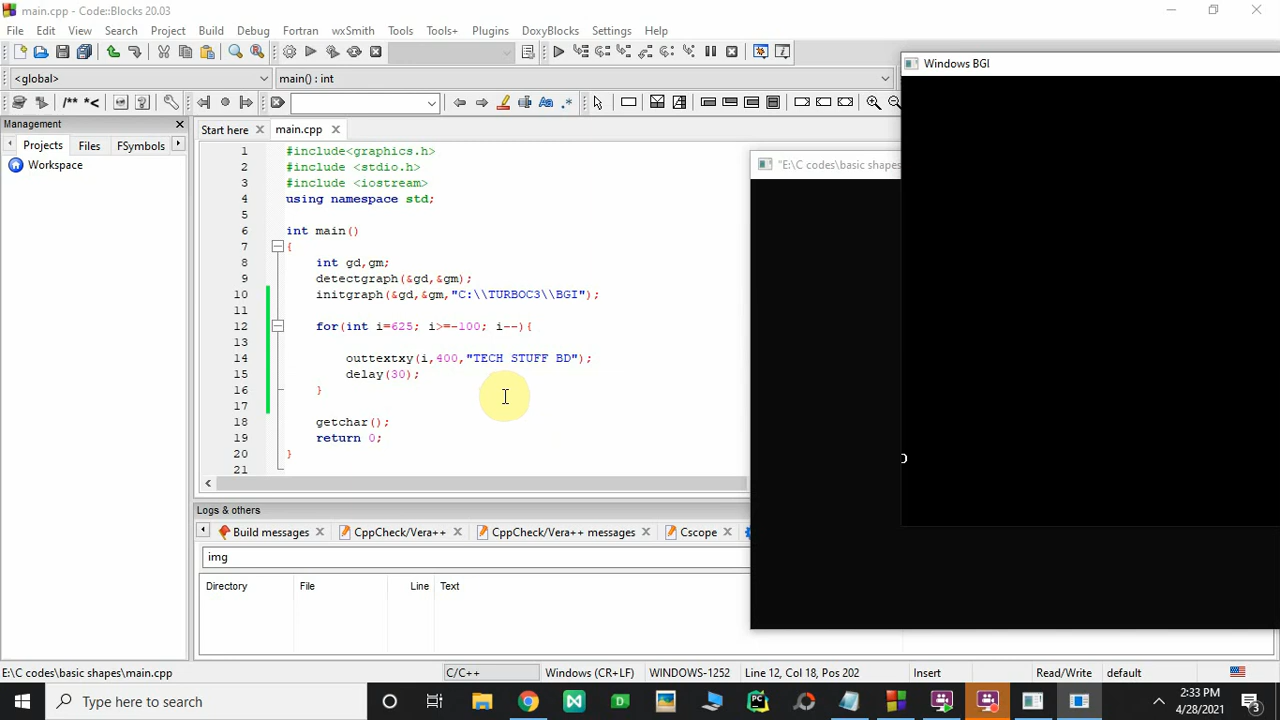 main.cpp - Code::Blocks 20.03
File Edit View Search Project Build Debug Fortran wxSmith Tools Tools+ Plugins DoxyBlocks Settings Help
<global> main() : int
/** *<
Windows BGI
Management
Projects Files FSymbols
Workspace
Start here main.cpp
"E:\C codes\basic shapes
1 #include<graphics.h>
2 #include <stdio.h>
3 #include <iostream>
4 using namespace std;
5
6 int main()
7 {
8 int gd,gm;
9 detectgraph(&gd,&gm);
10 initgraph(&gd,&gm,"C:\\TURBOC3\\BGI");
11
12 for(int i=625; i>=-100; i--){
13
14 outtextxy(i,400,"TECH STUFF BD");
15 delay(30);
16 }
17
18 getchar();
19 return 0;
20 }
21
Logs & others
Build messages CppCheck/Vera++ CppCheck/Vera++ messages Cscope
img
Directory File Line Text
E:\C codes\basic shapes\main.cpp C/C++ Windows (CR+LF) WINDOWS-1252 Line 12, Col 18, Pos 202 Insert Read/Write default
Type here to search
2:33 PM
4/28/2021
3